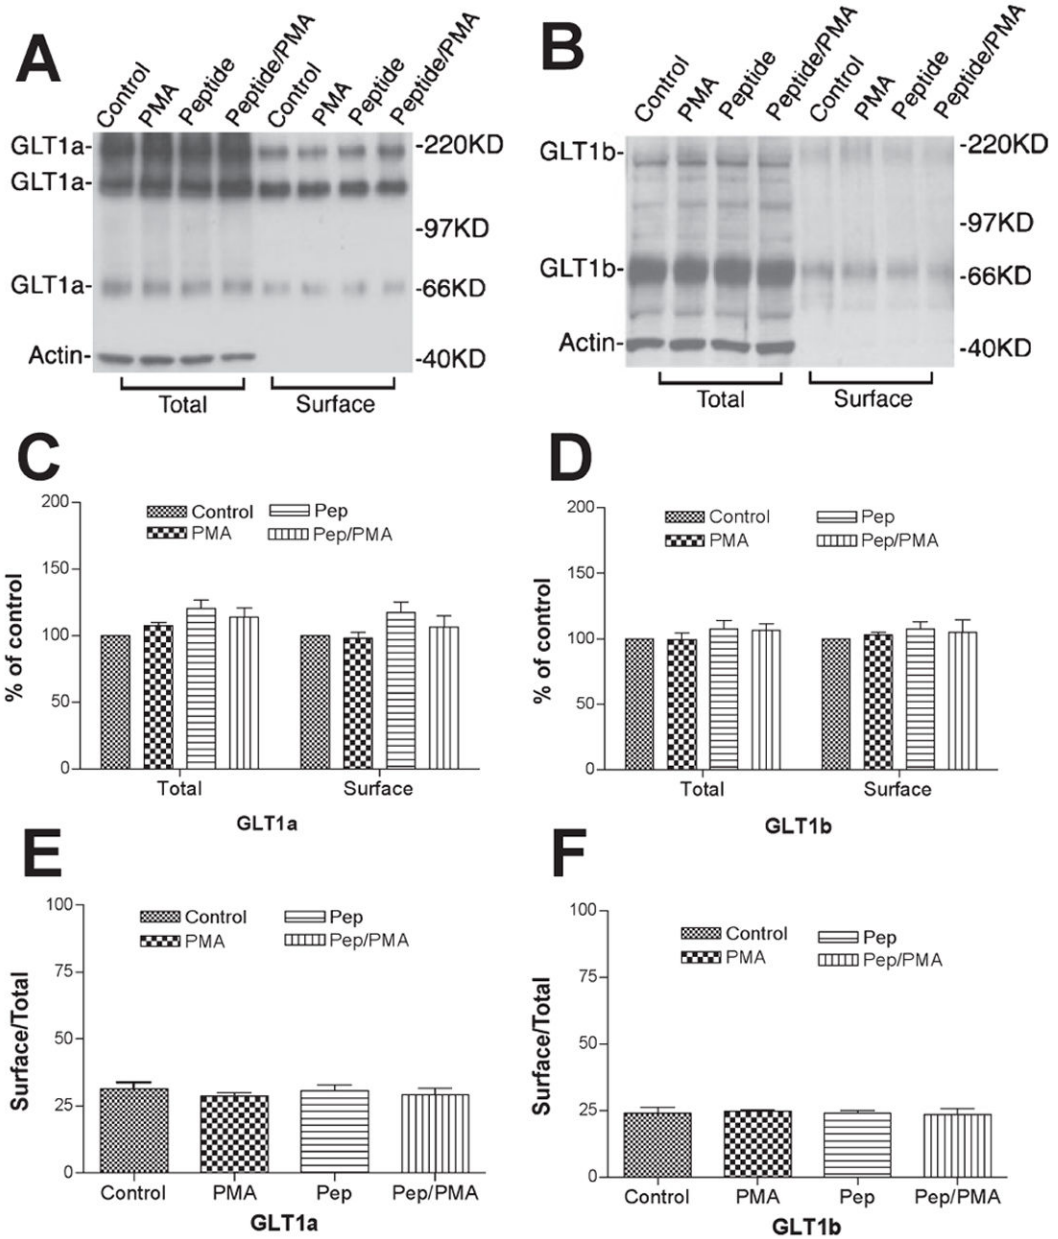 A
Control
PMA
Peptide
Peptide/PMA
Control
PMA
Peptide
Peptide/PMA
GLT1a-
GLT1a-
GLT1a-
Actin-
-220KD
-97KD
-66KD
-40KD
Total
Surface
B
Control
PMA
Peptide
Peptide/PMA
Control
PMA
Peptide
Peptide/PMA
GLT1b-
GLT1b-
Actin-
-220KD
-97KD
-66KD
-40KD
Total
Surface
C
Control
Pep
PMA
Pep/PMA
% of control
200
150
100
50
0
Total
Surface
GLT1a
D
Control
Pep
PMA
Pep/PMA
% of control
200
150
100
50
0
Total
Surface
GLT1b
E
Control
Pep
PMA
Pep/PMA
Surface/Total
100
75
50
25
0
Control
PMA
Pep
Pep/PMA
GLT1a
F
Control
Pep
PMA
Pep/PMA
Surface/Total
100
75
50
25
0
Control
PMA
Pep
Pep/PMA
GLT1b